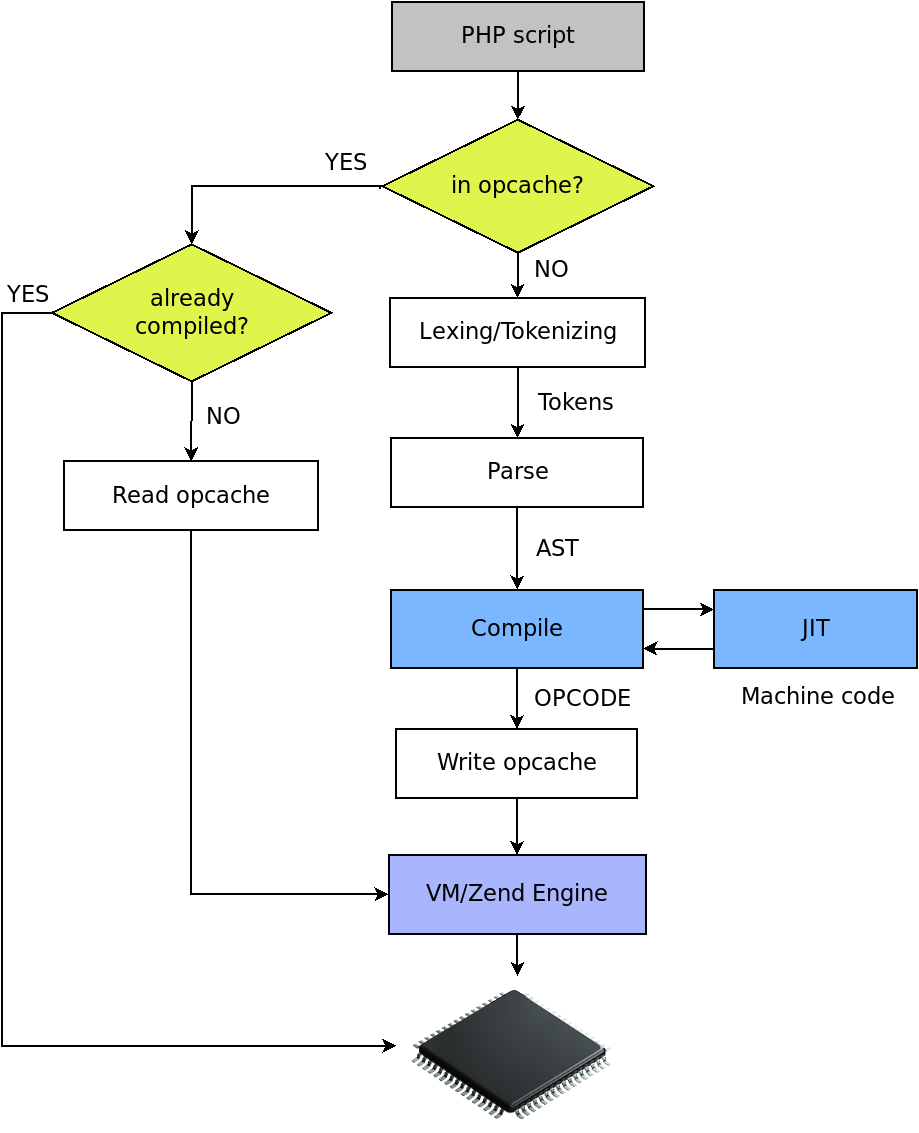 PHP script
YES
in opcache?
NO
YES
already
compiled?
Lexing/Tokenizing
Tokens
NO
Parse
Read opcache
AST
Compile
JIT
OPCODE
Machine code
Write opcache
VM/Zend Engine